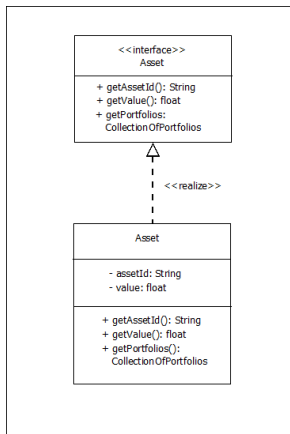 <<interface>>
Asset
+ getAssetId(): String
+ getValue(): float
+ getPortfolios:
CollectionOfPortfolios
<<realize>>
Asset
- assetId: String
- value: float
+ getAssetId(): String
+ getValue(): float
+ getPortfolios():
CollectionOfPortfolios